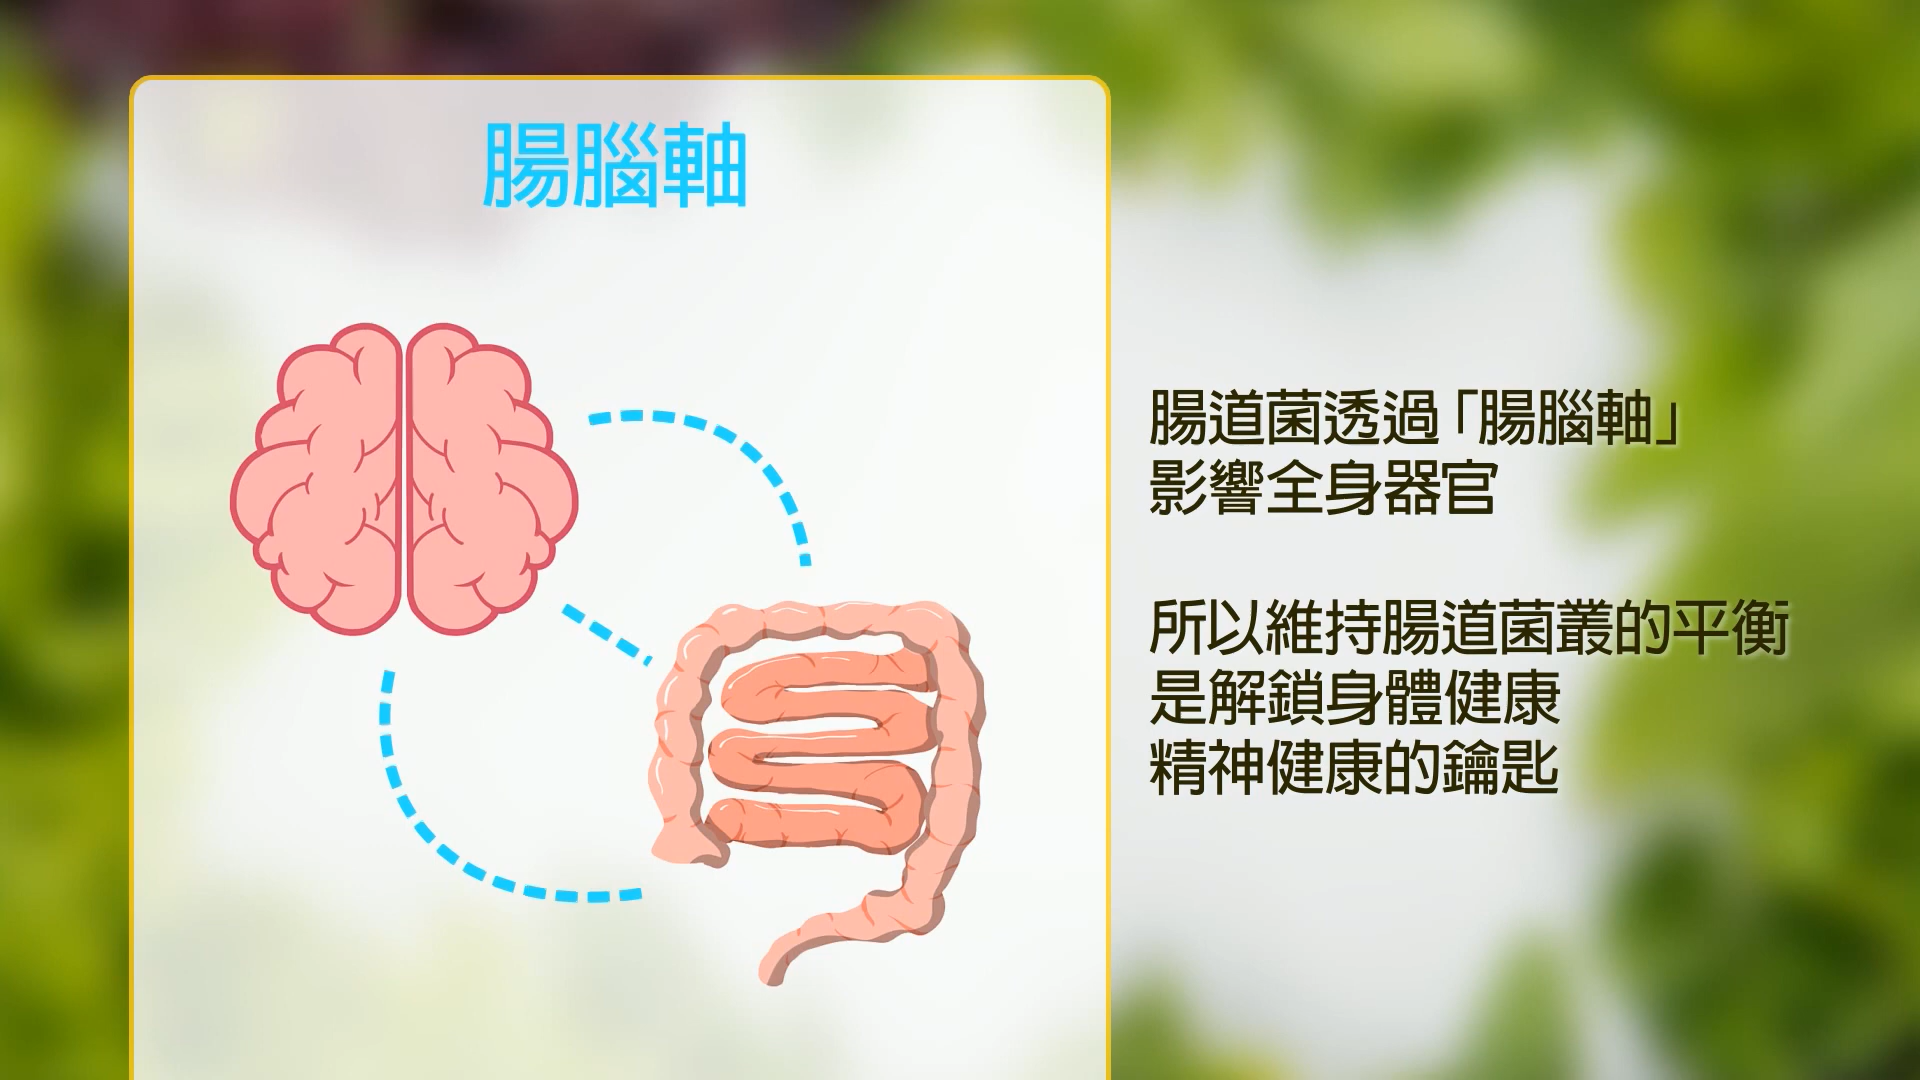 腸腦軸
腸道菌透過「腸腦軸」
影響全身器官
所以維持腸道菌叢的平衡
是解鎖身體健康
精神健康的鑰匙